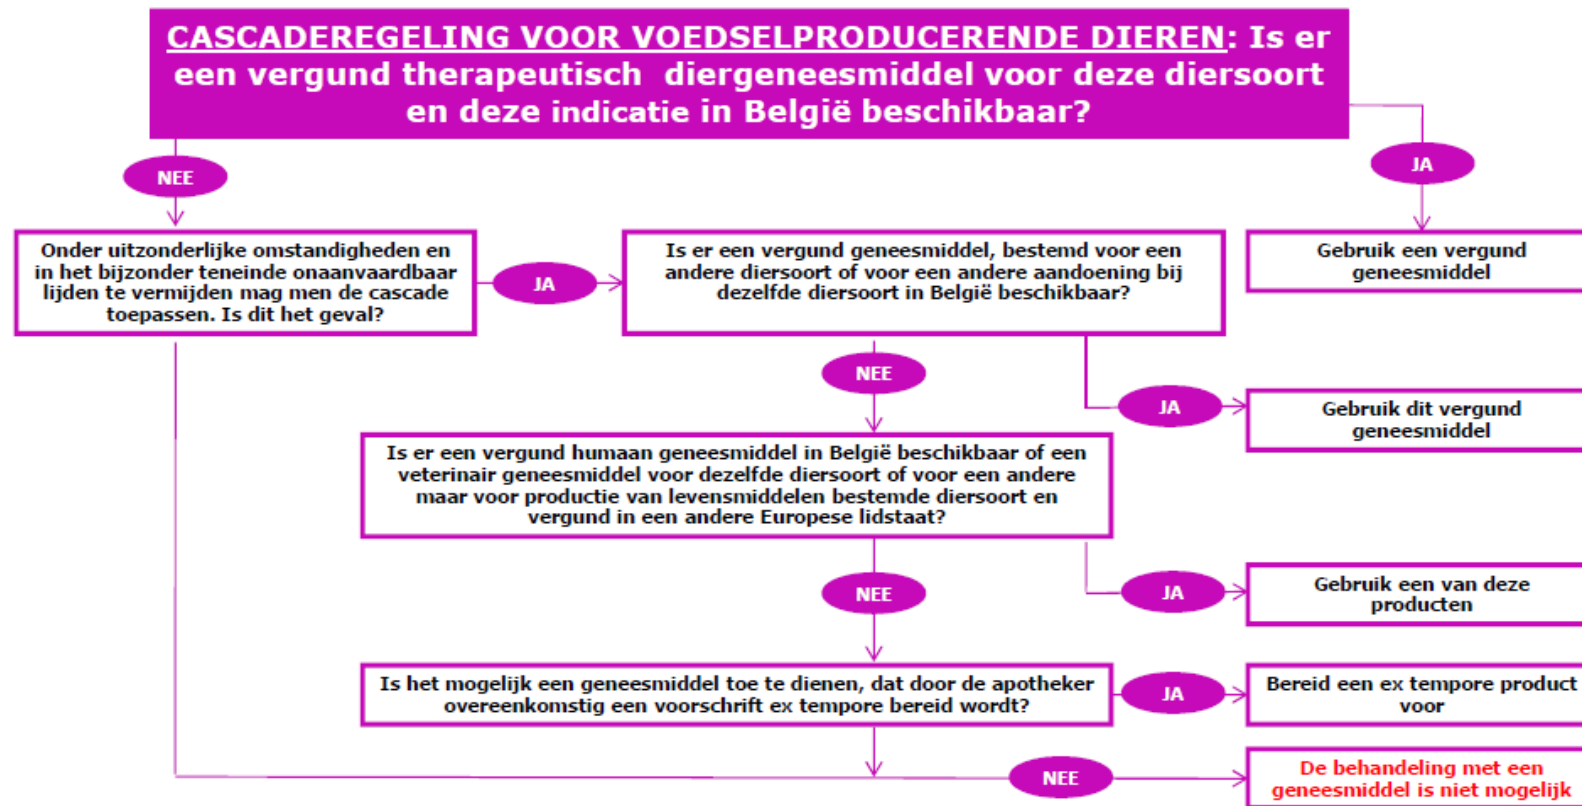 CASCADEREGELING VOOR VOEDSELPRODUCERENDE DIEREN: Is er
een vergund therapeutisch diergeneesmiddel voor deze diersoort
en deze indicatie in België beschikbaar?
NEE
JA
Onder uitzonderlijke omstandigheden en
in het bijzonder teneinde onaanvaardbaar
lijden te vermijden mag men de cascade
toepassen. Is dit het geval?
JA
Is er een vergund geneesmiddel, bestemd voor een
andere diersoort of voor een andere aandoening bij
dezelfde diersoort in België beschikbaar?
Gebruik een vergund
geneesmiddel
NEE
JA
Gebruik dit vergund
geneesmiddel
Is er een vergund humaan geneesmiddel in België beschikbaar of een
veterinair geneesmiddel voor dezelfde diersoort of voor een andere
maar voor productie van levensmiddelen bestemde diersoort en
vergund in een andere Europese lidstaat?
NEE
JA
Gebruik een van deze
producten
Is het mogelijk een geneesmiddel toe te dienen, dat door de apotheker
overeenkomstig een voorschrift ex tempore bereid wordt?
JA
Bereid een ex tempore product
voor
NEE
De behandeling met een
geneesmiddel is niet mogelijk